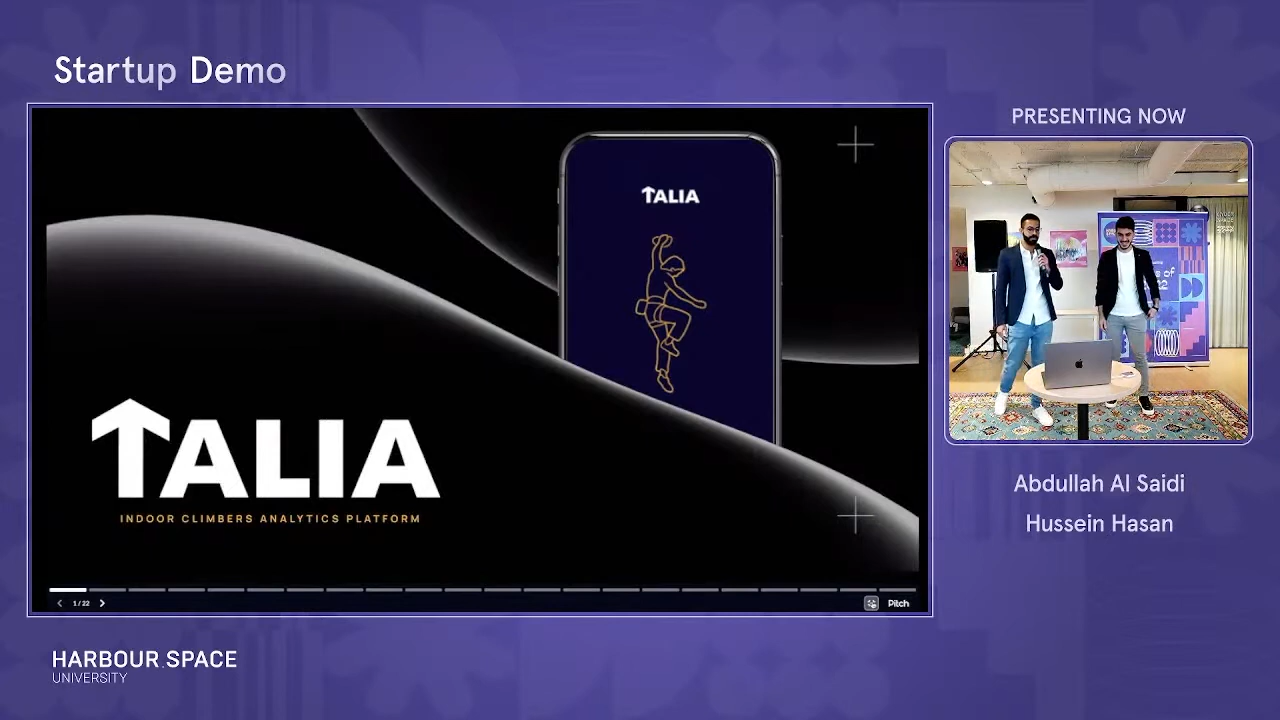 Startup Demo
PRESENTING NOW
TALIA
TALIA
INDOOR CLIMBERS ANALYTICS PLATFORM
1 / 22
Pitch
Abdullah Al Saidi
Hussein Hasan
HARBOUR.SPACE
UNIVERSITY